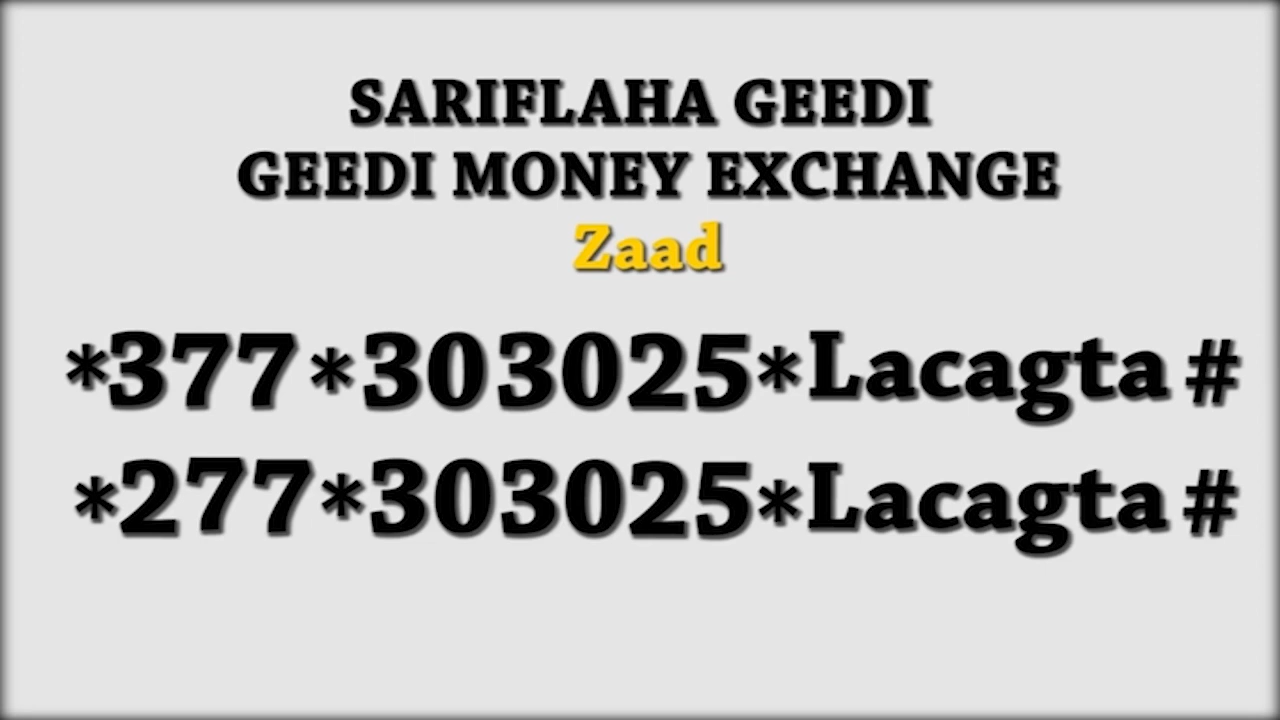 SARIFLAHA GEEDI
GEEDI MONEY EXCHANGE
Zaad
*377*303025*Lacagta #
*277*303025*Lacagta #